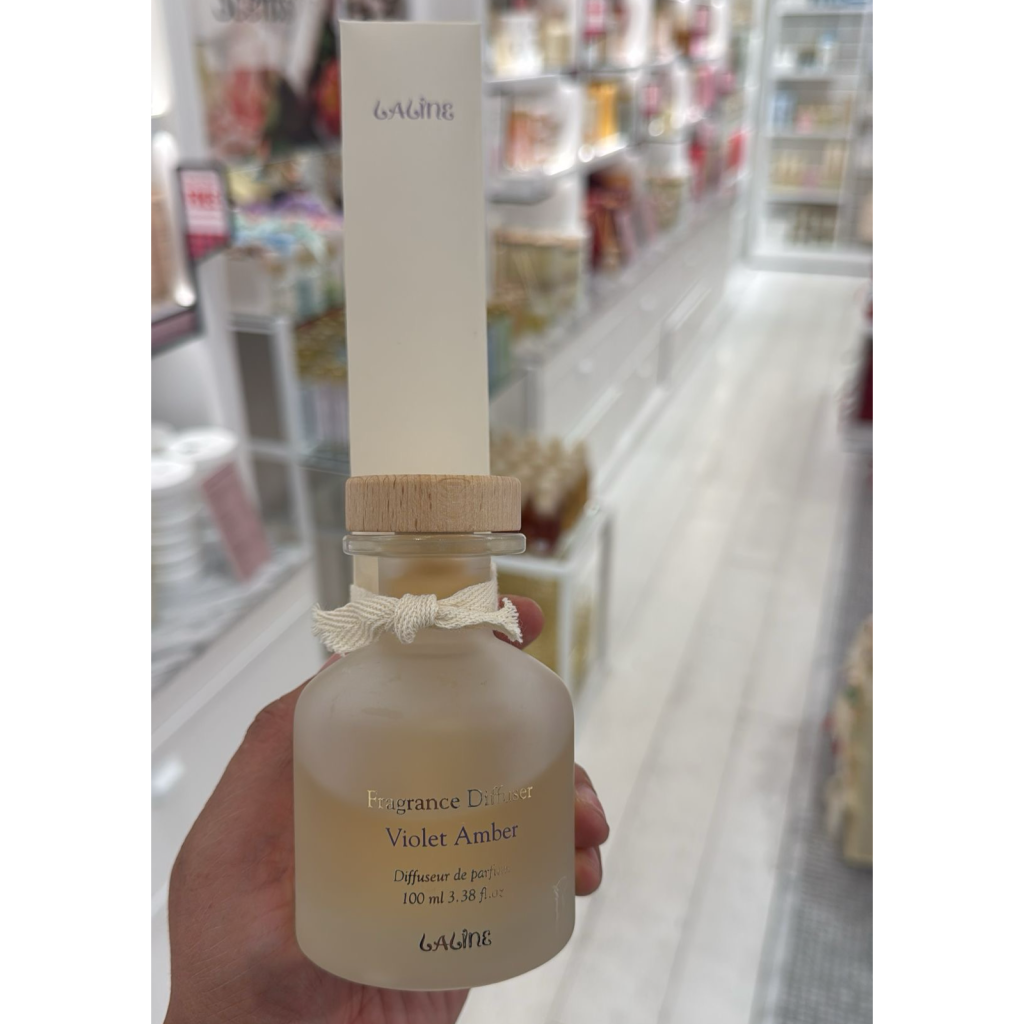 LALINE
Fragrance Diffuser
Violet Amber
Diffuseur de parfum
100 ml 3.38 fl.oz
LALINE